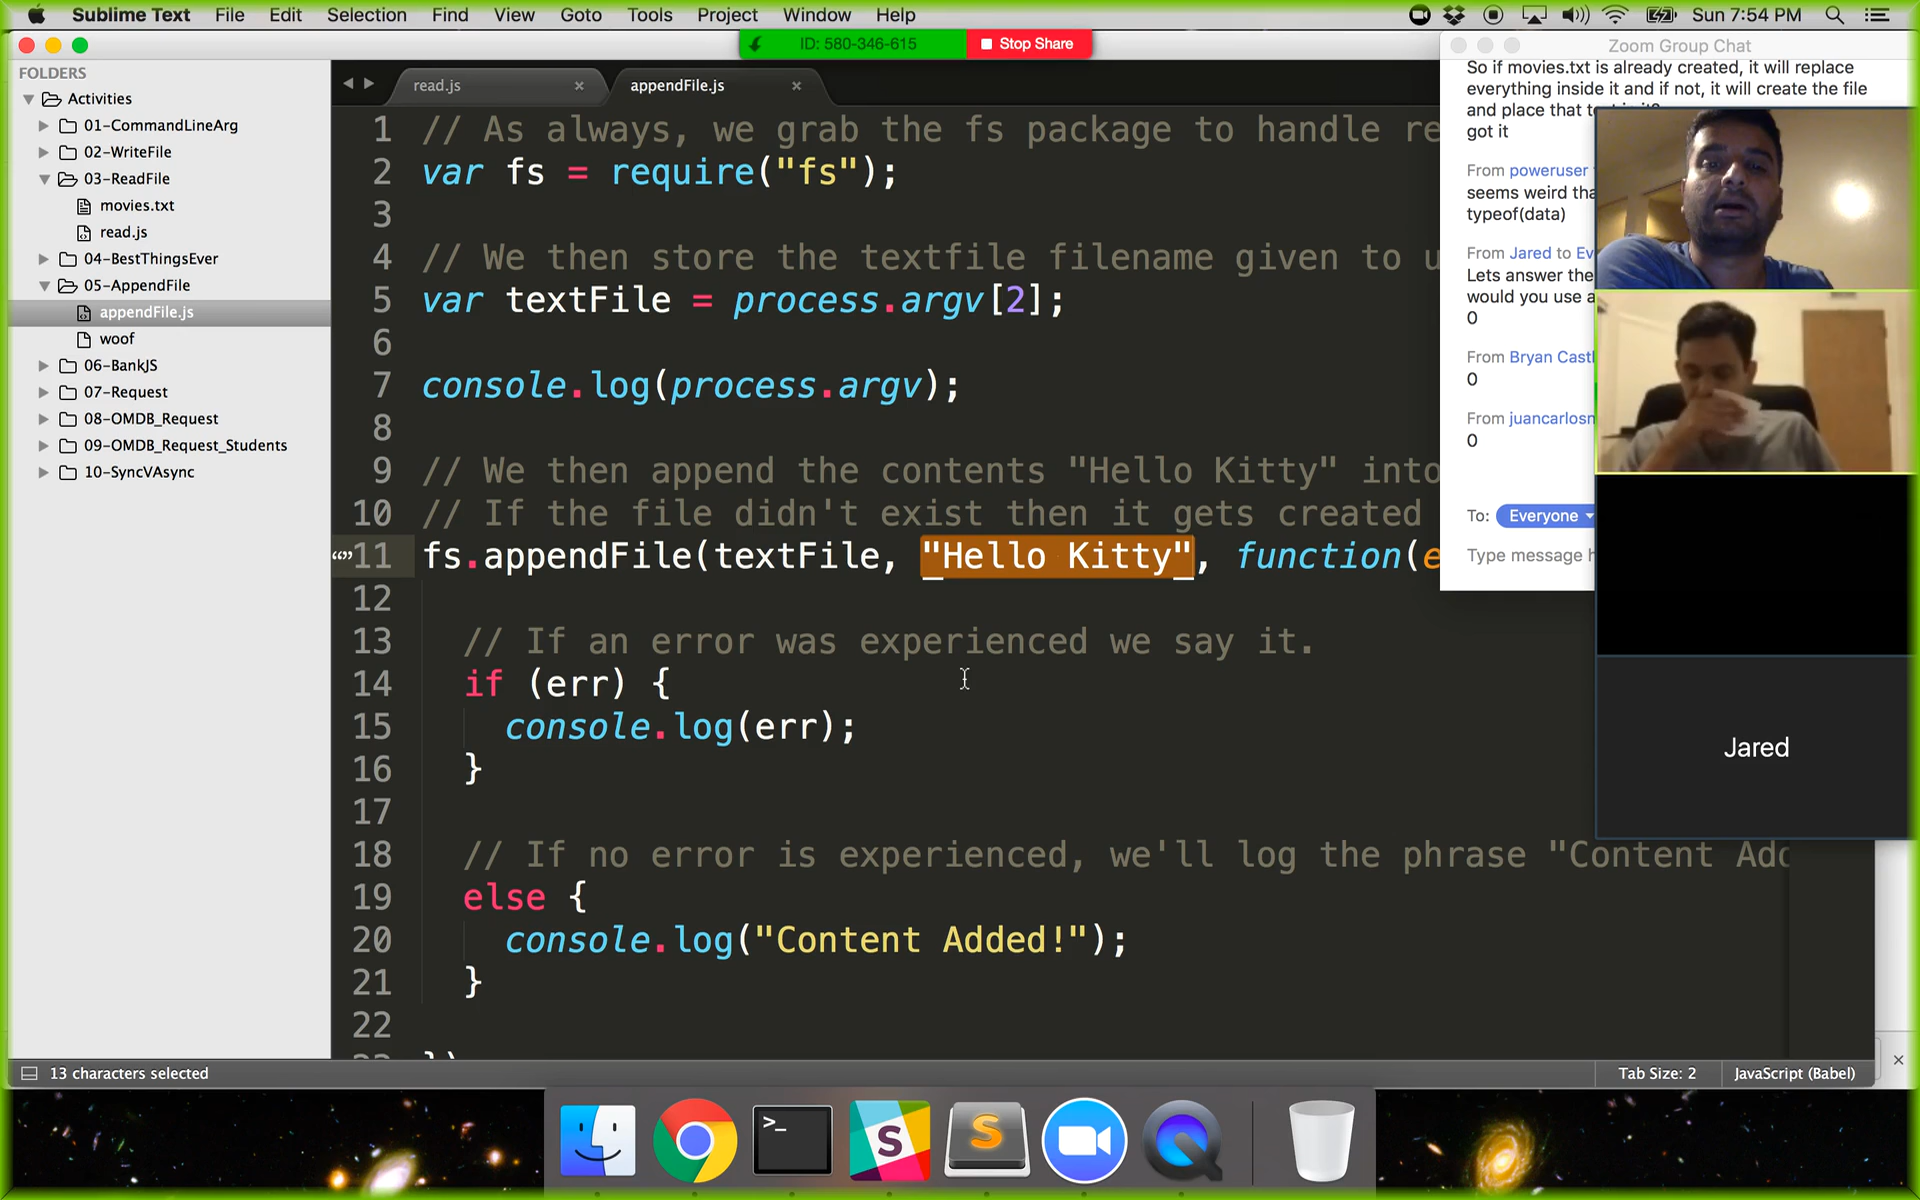 Sublime Text File Edit Selection Find View Goto Tools Project Window Help Sun 7:54 PM
ID: 580-346-615 Stop Share
FOLDERS
Activities
01-CommandLineArg
02-WriteFile
03-ReadFile
movies.txt
read.js
04-BestThingsEver
05-AppendFile
appendFile.js
woof
06-BankJS
07-Request
08-OMDB_Request
09-OMDB_Request_Students
10-SyncVAsync
read.js appendFile.js
1 // As always, we grab the fs package to handle re
2 var fs = require("fs");
3
4 // We then store the textfile filename given to u
5 var textFile = process.argv[2];
6
7 console.log(process.argv);
8
9 // We then append the contents "Hello Kitty" into
10 // If the file didn't exist then it gets created
11 fs.appendFile(textFile, "Hello Kitty", function(e
12
13 // If an error was experienced we say it.
14 if (err) {
15 console.log(err);
16 }
17
18 // If no error is experienced, we'll log the phrase "Content Add
19 else {
20 console.log("Content Added!");
21 }
22
Zoom Group Chat
So if movies.txt is already created, it will replace
everything inside it and if not, it will create the file
and place that
got it
From poweruser
seems weird tha
typeof(data)
From Jared to Ev
Lets answer the
would you use a
0
From Bryan Castl
0
From juancarlosn
0
To: Everyone
Type message h
Jared
13 characters selected Tab Size: 2 JavaScript (Babel)